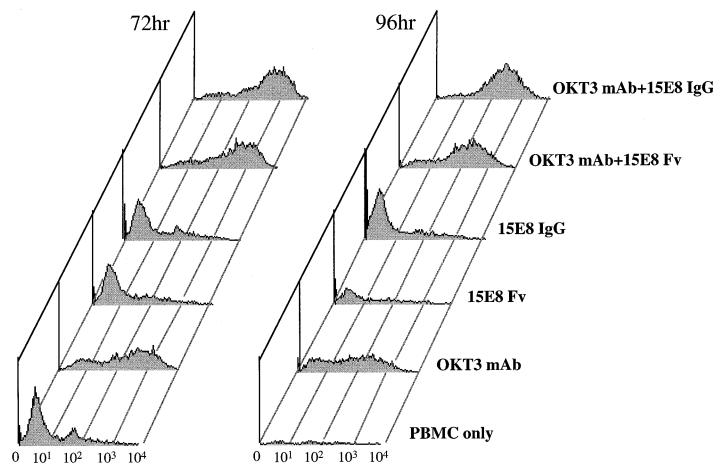 72hr
96hr
OKT3 mAb+15E8 IgG
OKT3 mAb+15E8 Fv
15E8 IgG
15E8 Fv
OKT3 mAb
PBMC only
0 10¹ 10² 10³ 10⁴
0 10¹ 10² 10³ 10⁴